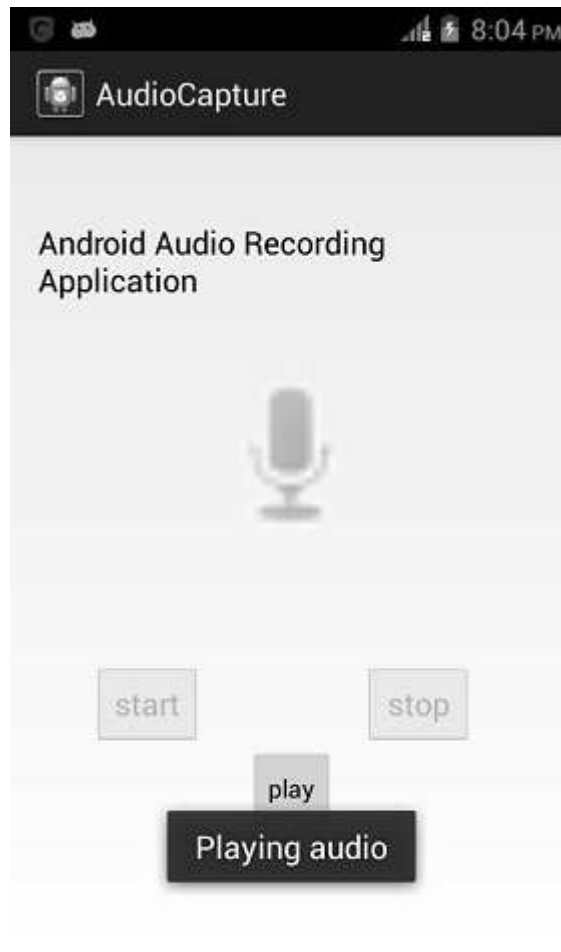 8:04 PM
AudioCapture
Android Audio Recording
Application
start
stop
play
Playing audio